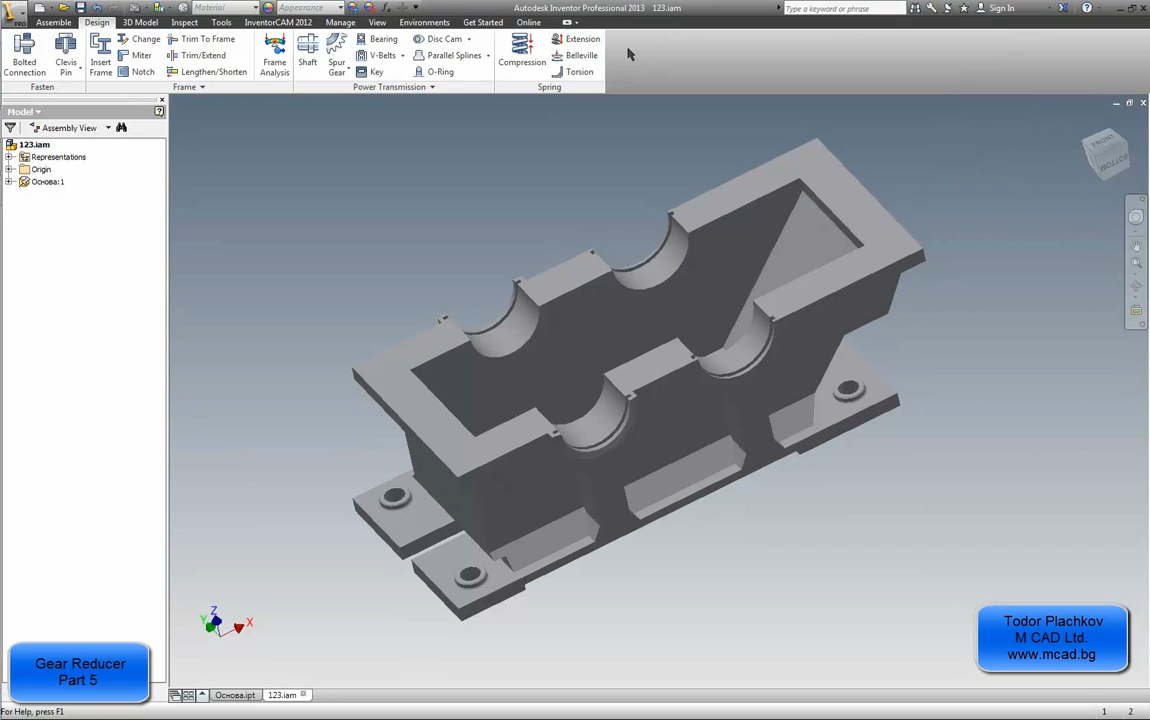 Material
Appearance
Autodesk Inventor Professional 2013 123.iam
Type a keyword or phrase
Sign In
PRO
Assemble Design 3D Model Inspect Tools InventorCAM 2012 Manage View Environments Get Started Online
Bolted Connection
Clevis Pin
Insert Frame
Change
Miter
Notch
Trim To Frame
Trim/Extend
Lengthen/Shorten
Frame Analysis
Shaft
Spur Gear
Bearing
V-Belts
Key
Disc Cam
Parallel Splines
O-Ring
Compression
Extension
Belleville
Torsion
Fasten
Frame
Power Transmission
Spring
Model
Assembly View
123.iam
Representations
Origin
Основа:1
BOTTOM
Z
Y
X
Gear Reducer
Part 5
Todor Plachkov
M CAD Ltd.
www.mcad.bg
Основа.ipt
123.iam
For Help, press F1
1
2